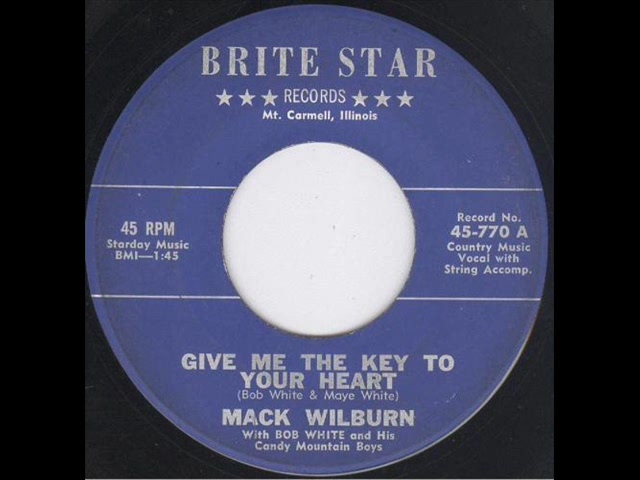 BRITE STAR
★★★ RECORDS ★★★
Mt. Carmell, Illinois
45 RPM
Starday Music
BMI—1:45
Record No.
45-770 A
Country Music
Vocal with
String Accomp.
GIVE ME THE KEY TO
YOUR HEART
(Bob White & Maye White)
MACK WILBURN
With BOB WHITE and His
Candy Mountain Boys